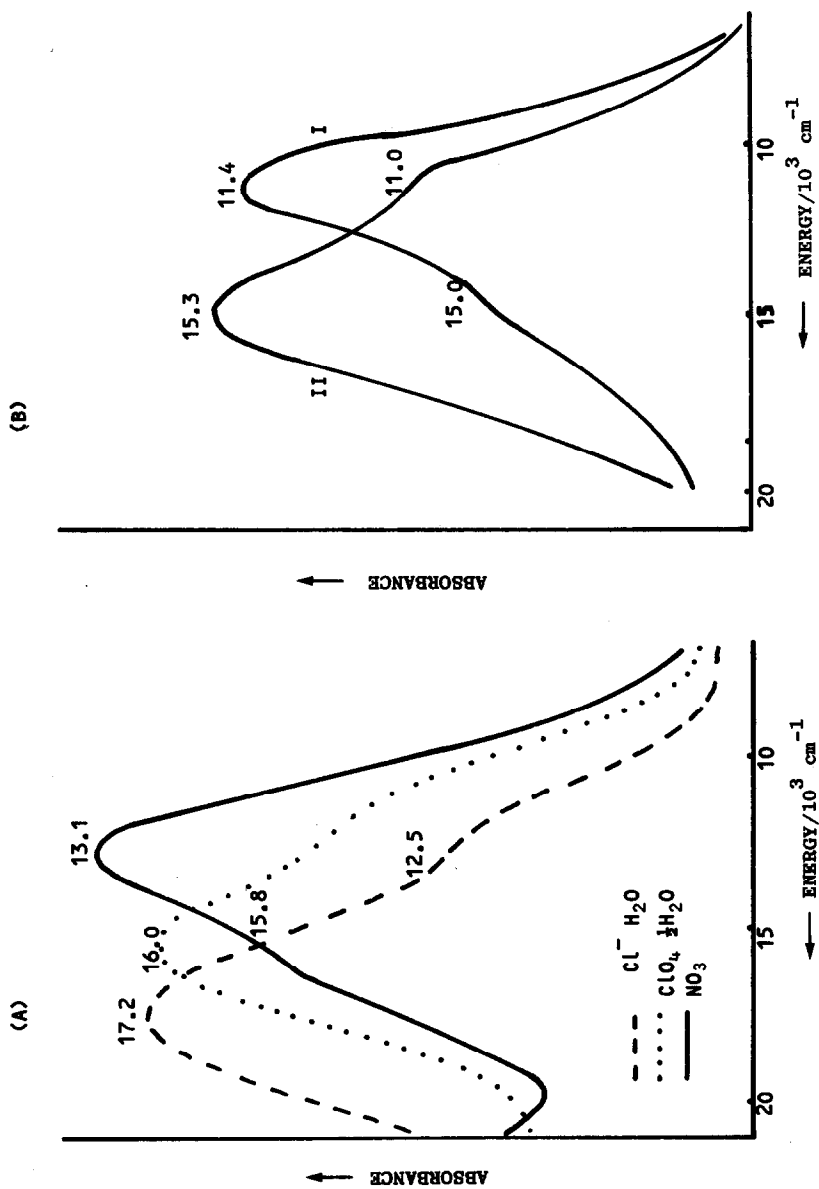 (A)
13.1
16.0
17.2
15.8
12.5
Cl⁻ H₂O
ClO₄ ½H₂O
NO₃
20
15
10
← ENERGY/10³ cm⁻¹
ABSORBANCE →
(B)
15.3
11.4
I
11.0
15.0
II
20
15
10
← ENERGY/10³ cm⁻¹
ABSORBANCE →